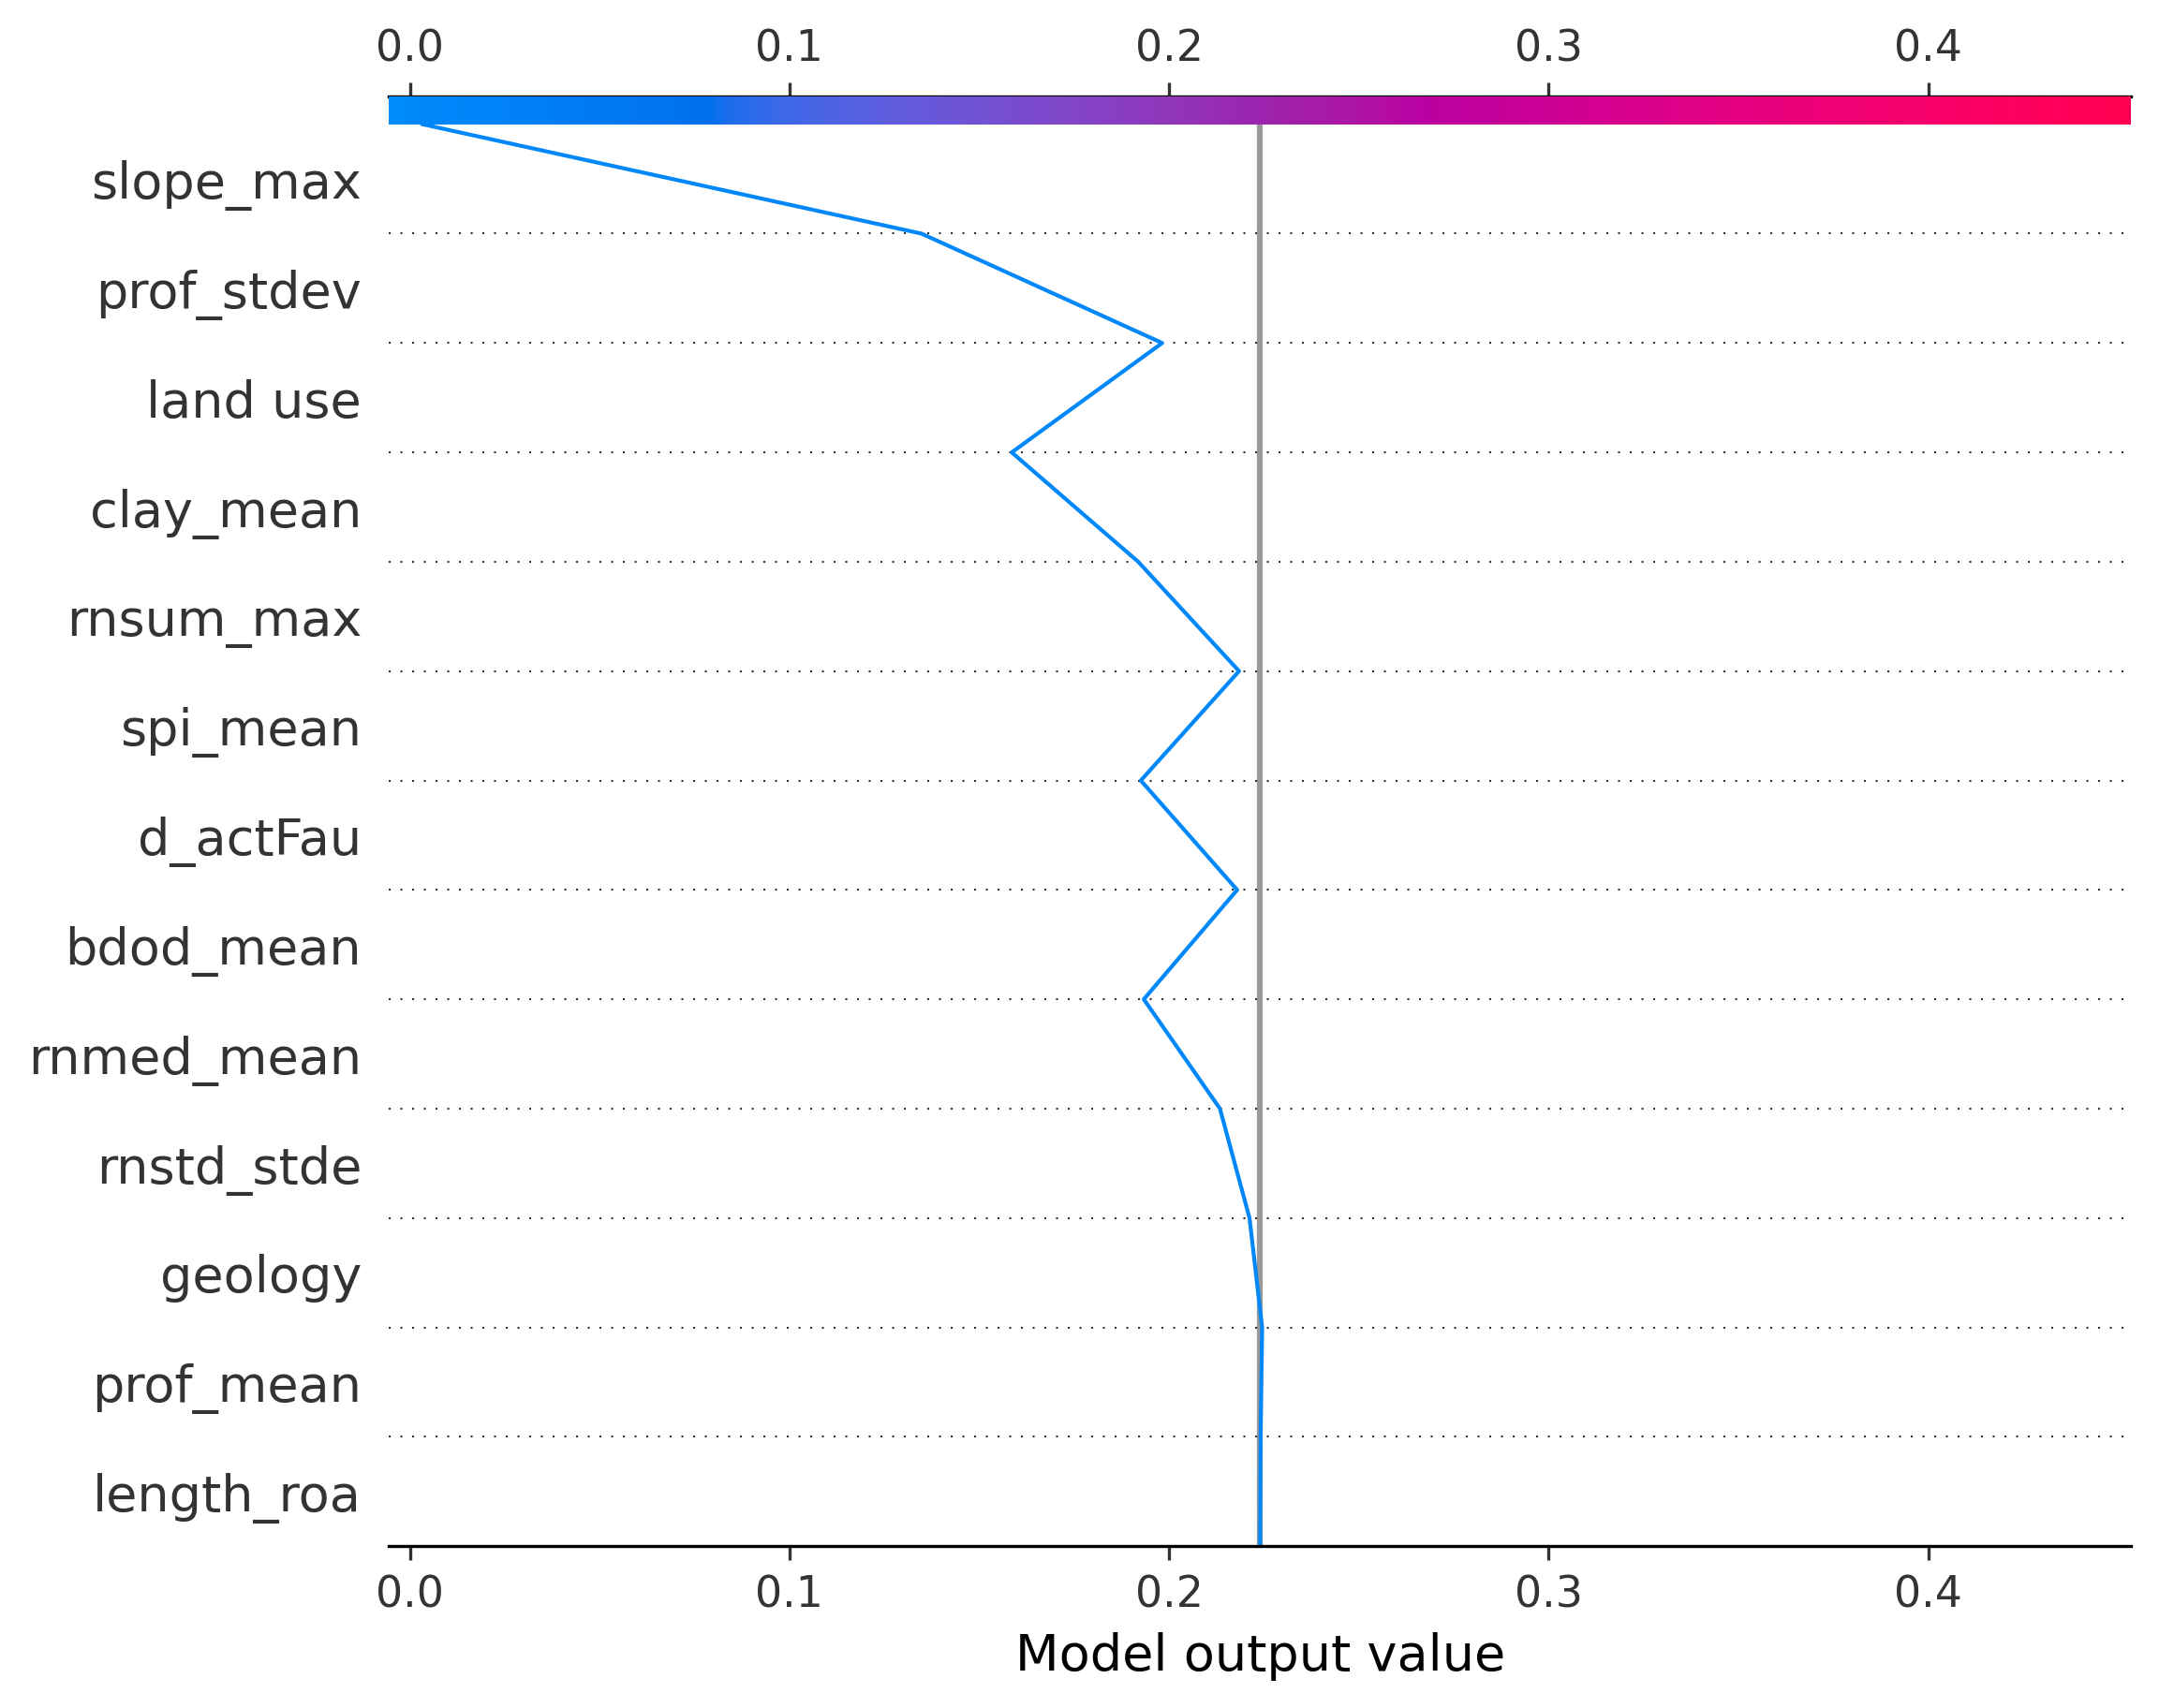 0.0 0.1 0.2 0.3 0.4
slope_max
prof_stdev
land use
clay_mean
rnsum_max
spi_mean
d_actFau
bdod_mean
rnmed_mean
rnstd_stde
geology
prof_mean
length_roa
0.0 0.1 0.2 0.3 0.4
Model output value